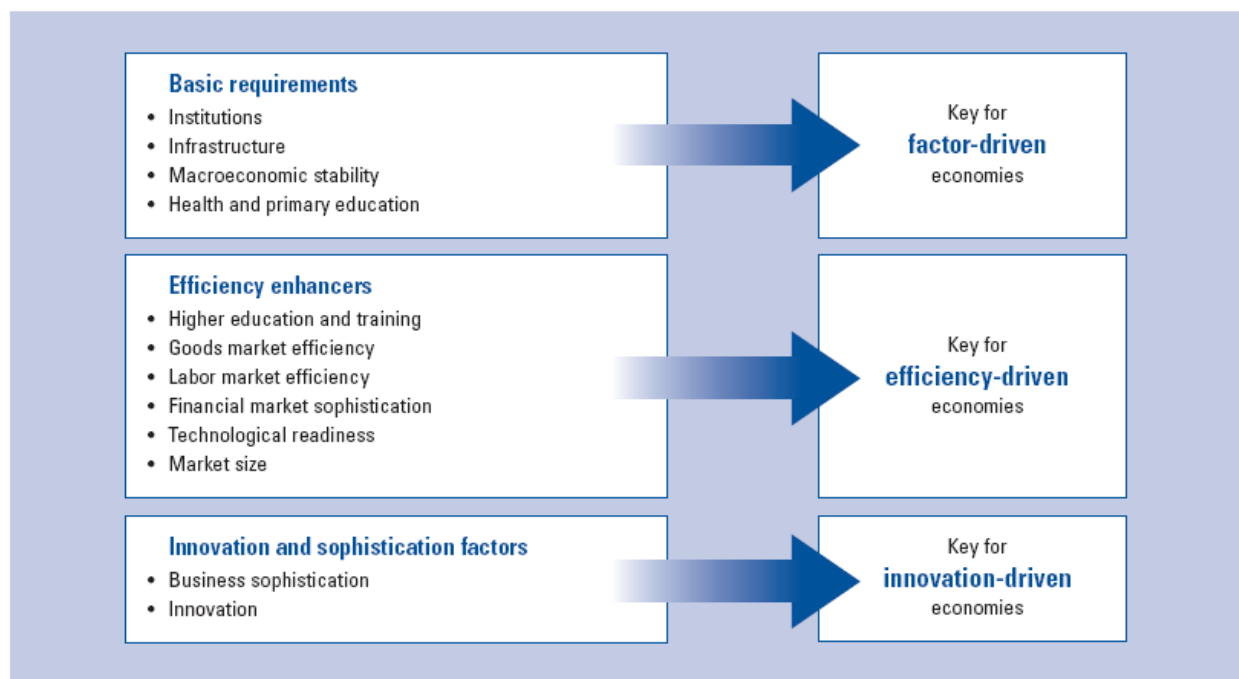 Basic requirements
• Institutions
• Infrastructure
• Macroeconomic stability
• Health and primary education
Key for
factor-driven
economies
Efficiency enhancers
• Higher education and training
• Goods market efficiency
• Labor market efficiency
• Financial market sophistication
• Technological readiness
• Market size
Key for
efficiency-driven
economies
Innovation and sophistication factors
• Business sophistication
• Innovation
Key for
innovation-driven
economies